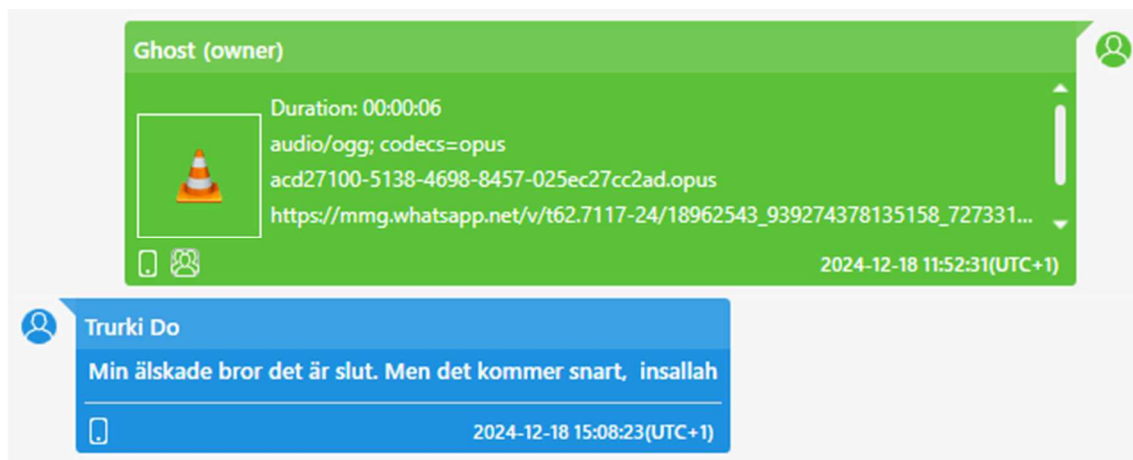 Ghost (owner)
Duration: 00:00:06
audio/ogg; codecs=opus
acd27100-5138-4698-8457-025ec27cc2ad.opus
https://mmg.whatsapp.net/v/t62.7117-24/18962543_939274378135158_727331...
2024-12-18 11:52:31(UTC+1)
Trurki Do
Min älskade bror det är slut. Men det kommer snart,  insallah
2024-12-18 15:08:23(UTC+1)